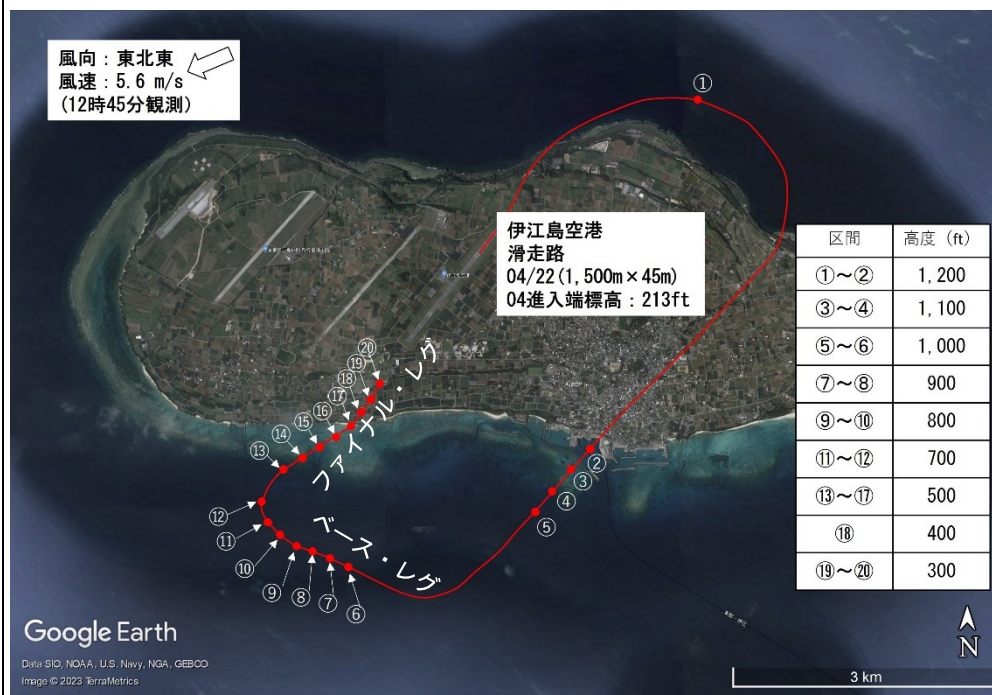 風向：東北東
風速：5.6 m/s
(12時45分観測)
①
伊江島空港
滑走路
04/22(1,500m×45m)
04進入端標高：213ft
区間 高度 (ft)
①～② 1,200
③～④ 1,100
⑤～⑥ 1,000
⑦～⑧ 900
⑨～⑩ 800
⑪～⑫ 700
⑬～⑰ 500
⑱ 400
⑲～⑳ 300
⑳
⑲
⑱
⑰
⑯
⑮
⑭
⑬
ファイナル・レグ
②
③
④
⑤
⑫
⑪
⑩
⑨
⑧
⑦
⑥
ベース・レグ
Google Earth
Data SIO, NOAA, U.S. Navy, NGA, GEBCO
Image © 2023 TerraMetrics
N
3 km